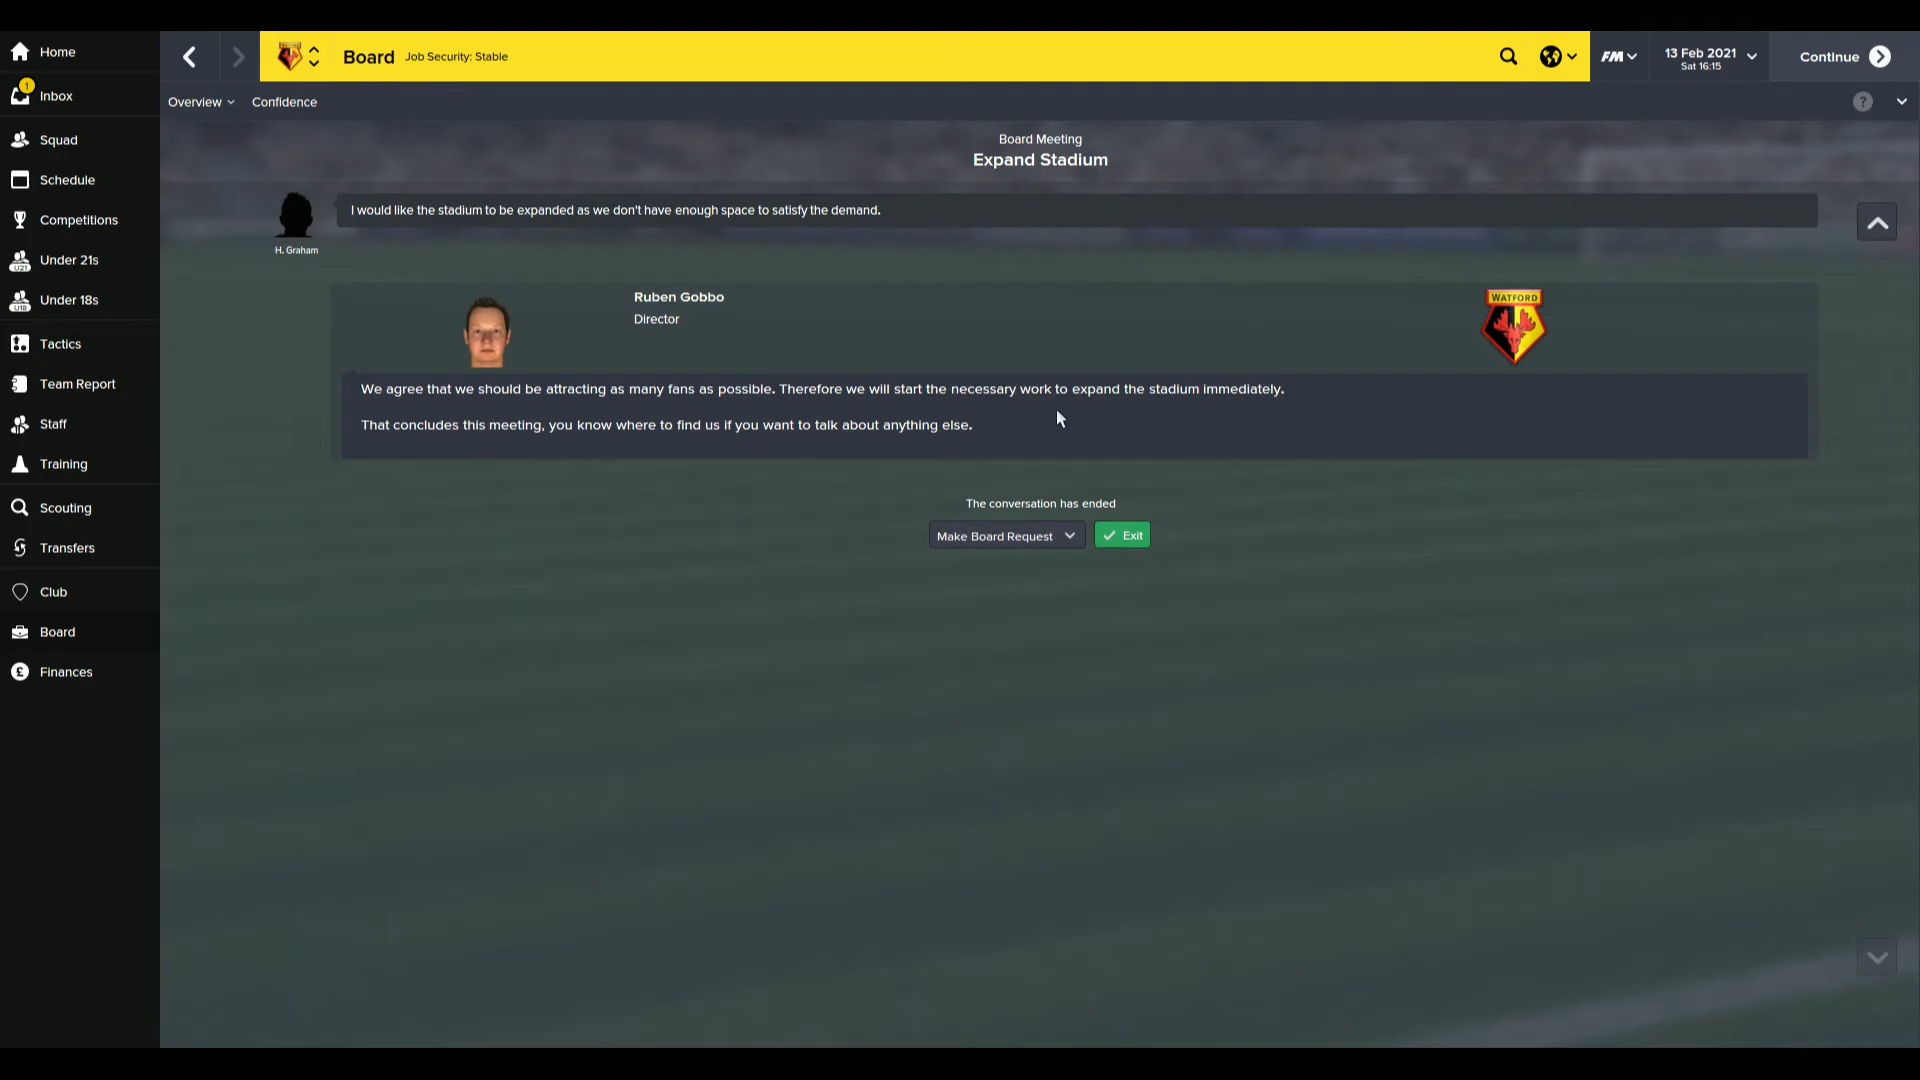 Home
1
Inbox
Squad
Schedule
Competitions
U21
Under 21s
U18
Under 18s
Tactics
Team Report
Staff
Training
Scouting
Transfers
Club
Board
£
Finances
Board Job Security: Stable
FM
13 Feb 2021
Sat 16:15
Continue
Overview Confidence
?
Board Meeting
Expand Stadium
I would like the stadium to be expanded as we don't have enough space to satisfy the demand.
H. Graham
Ruben Gobbo
Director
WATFORD
We agree that we should be attracting as many fans as possible. Therefore we will start the necessary work to expand the stadium immediately.
That concludes this meeting, you know where to find us if you want to talk about anything else.
The conversation has ended
Make Board Request
Exit